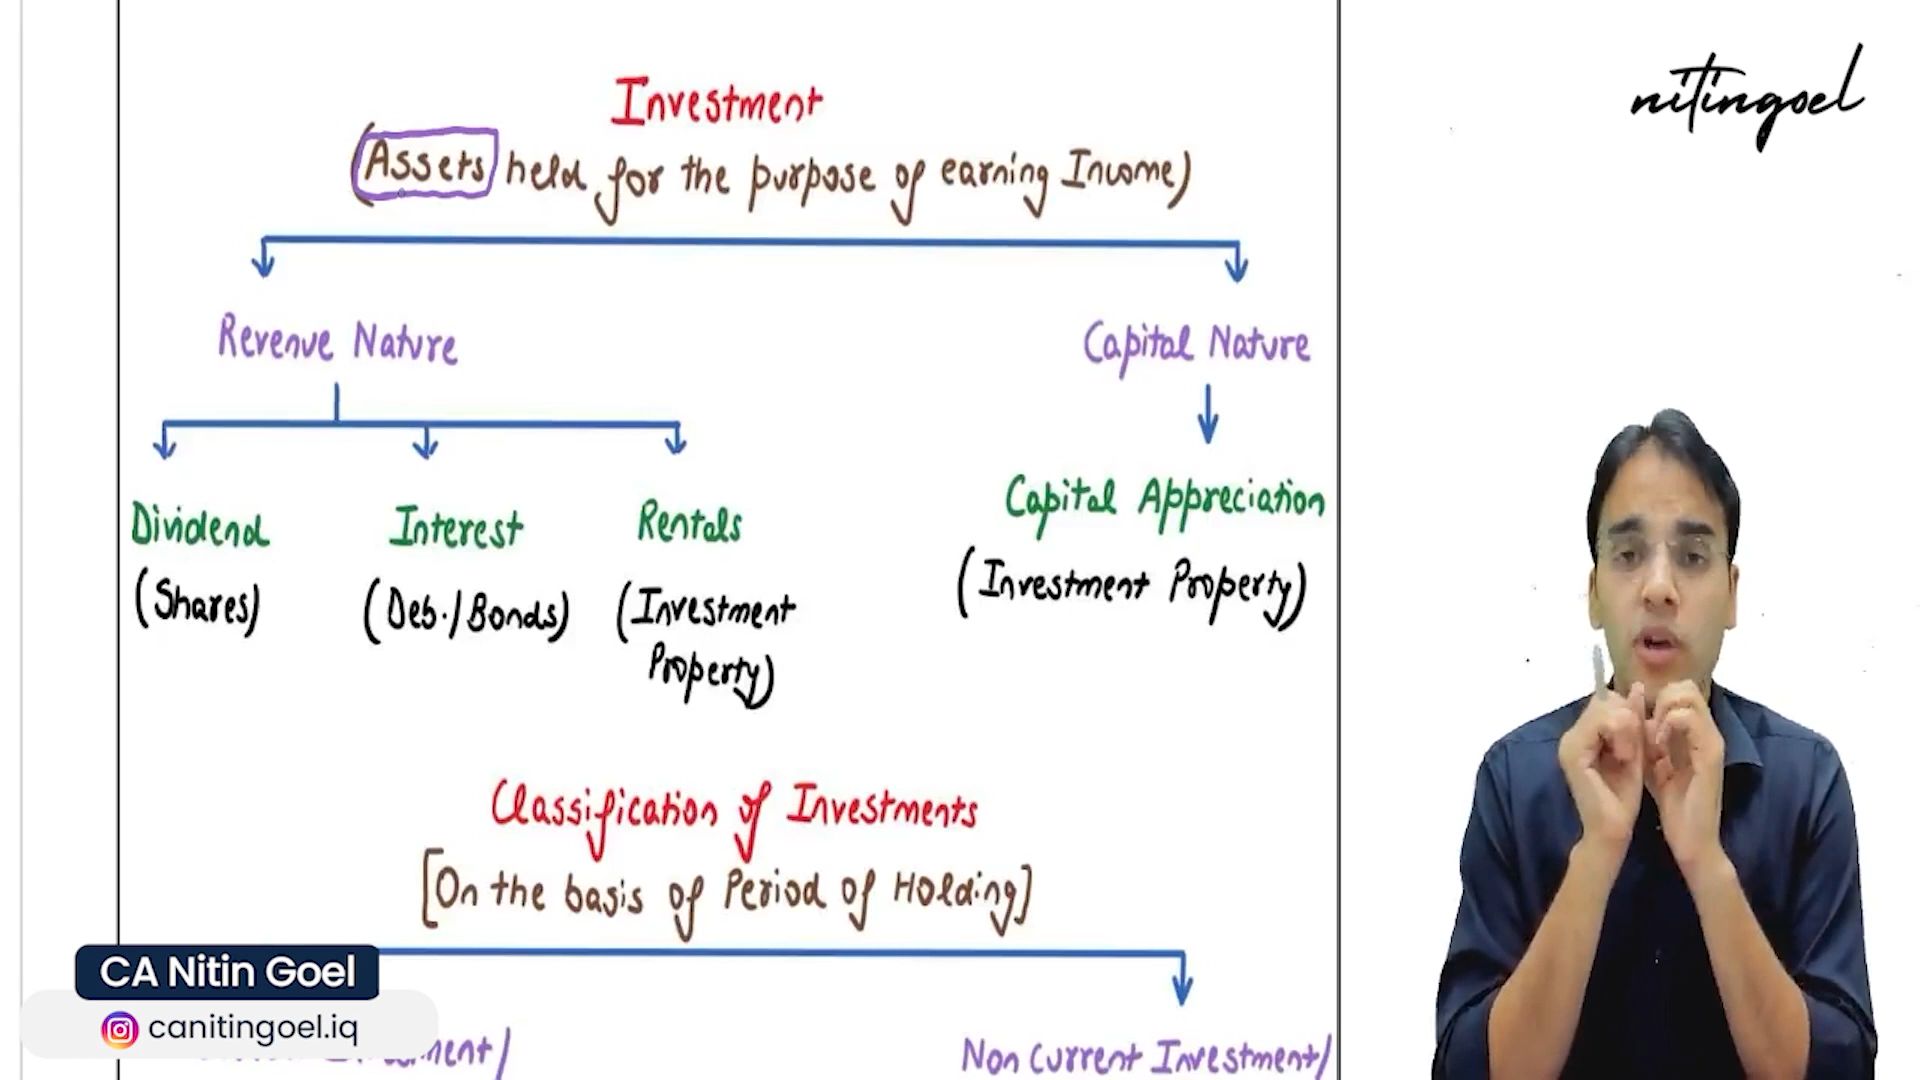 nitingoel
Investment
(Assets held for the purpose of earning Income)
Revenue Nature
Capital Nature
Dividend
(Shares)
Interest
(Deb./Bonds)
Rentals
(Investment
Property)
Capital Appreciation
(Investment Property)
Classification of Investments
[On the basis of Period of Holding]
CA Nitin Goel
canitingoel.iq
Non Current Investment/